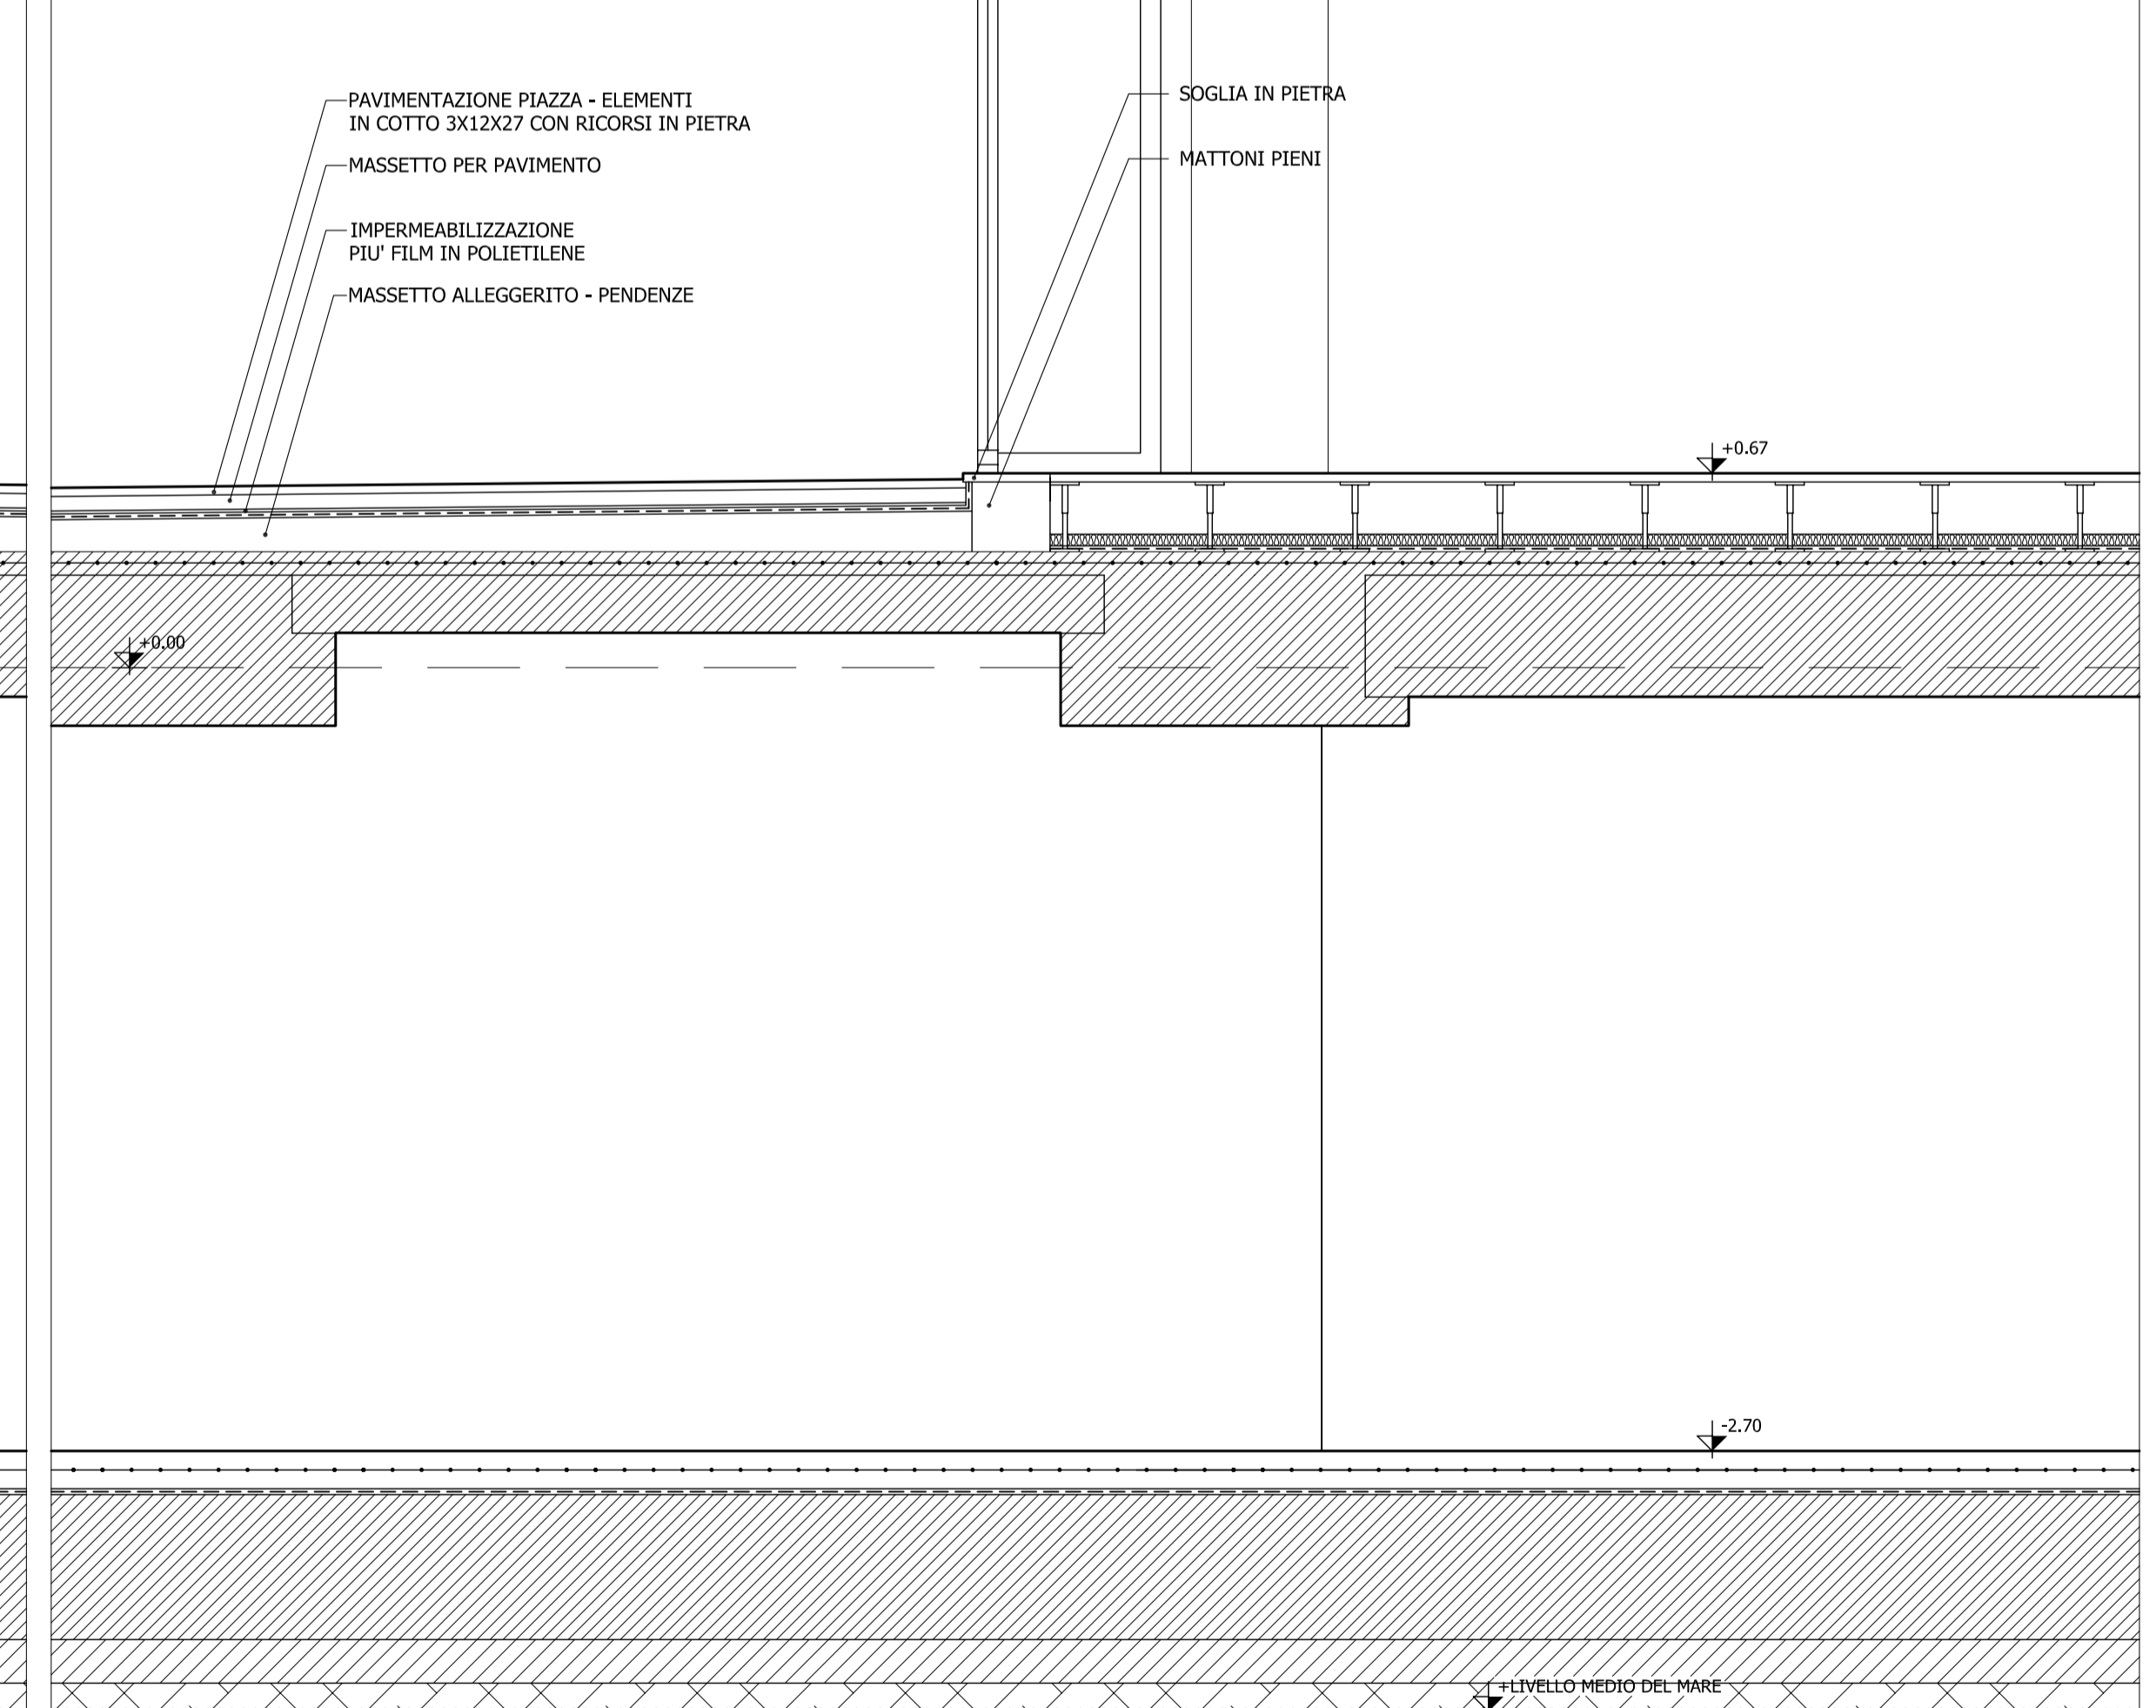 PAVIMENTAZIONE PIAZZA - ELEMENTI
IN COTTO 3X12X27 CON RICORSI IN PIETRA
MASSETTO PER PAVIMENTO
IMPERMEABILIZZAZIONE
PIU' FILM IN POLIETILENE
MASSETTO ALLEGGERITO - PENDENZE
SOGLIA IN PIETRA
MATTONI PIENI
+0.67
+0.00
-2.70
+LIVELLO MEDIO DEL MARE